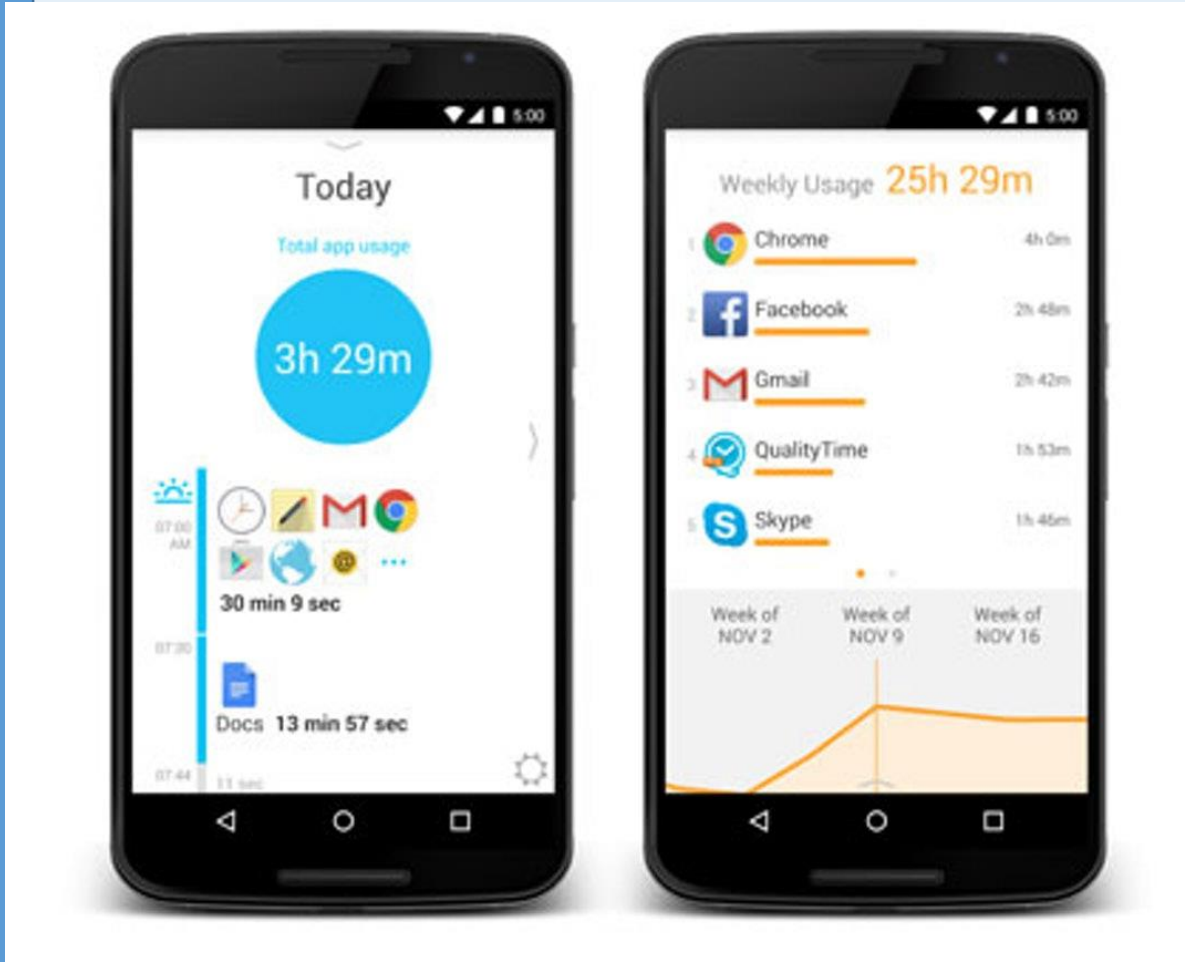 5:00
Today
Total app usage
3h 29m
07:00
AM
30 min 9 sec
07:30
Docs 13 min 57 sec
07:44
11 sec
5:00
Weekly Usage 25h 29m
1 Chrome 4h 0m
2 Facebook 2h 48m
3 Gmail 2h 42m
4 QualityTime 1h 53m
5 Skype 1h 46m
Week of Week of Week of
NOV 2 NOV 9 NOV 16